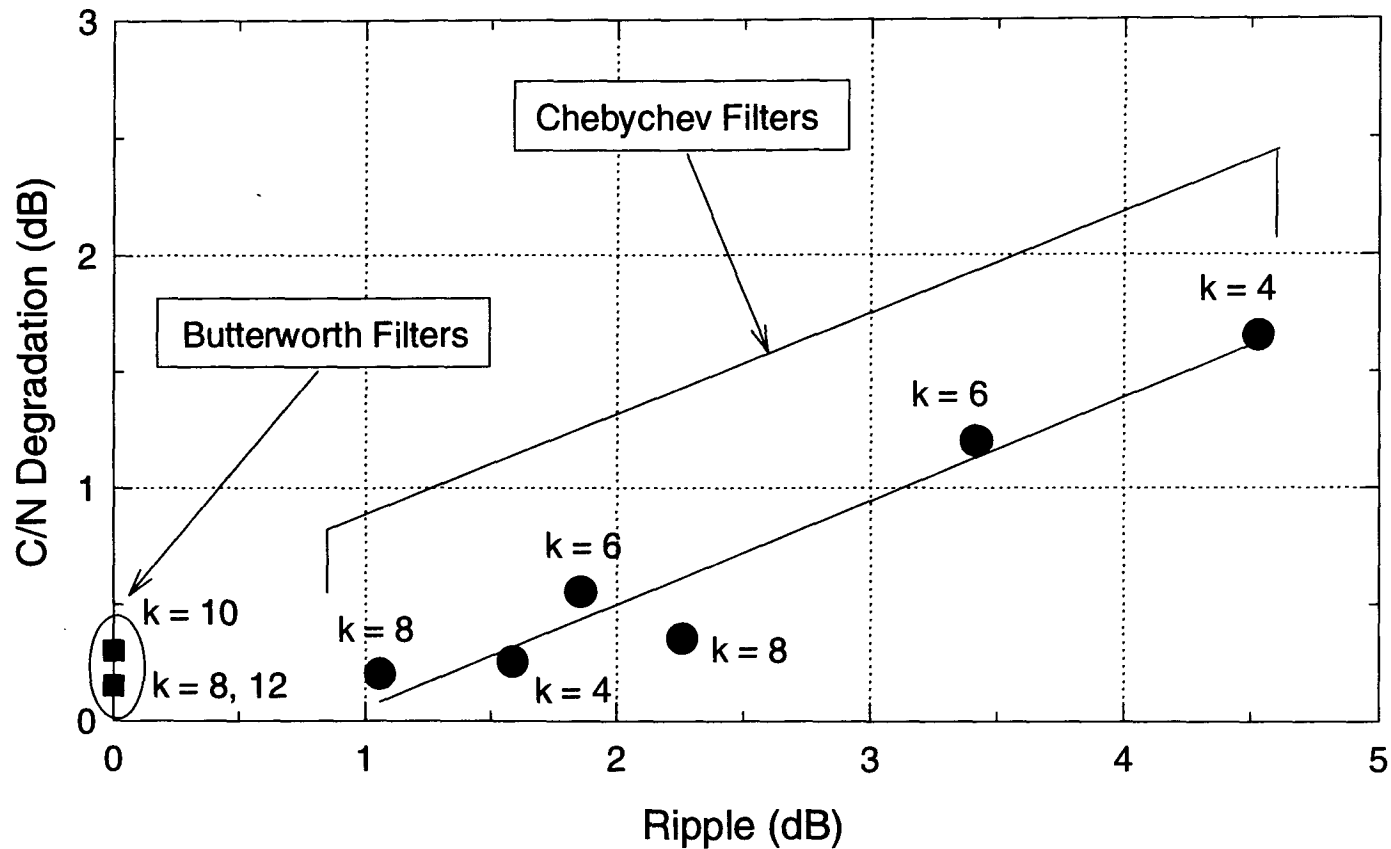 3
Chebychev Filters
2
k = 4
Butterworth Filters
k = 6
1
k = 6
k = 10
k = 8
k = 8
k = 8, 12
k = 4
0
0
1
2
3
4
5
Ripple (dB)
C/N Degradation (dB)